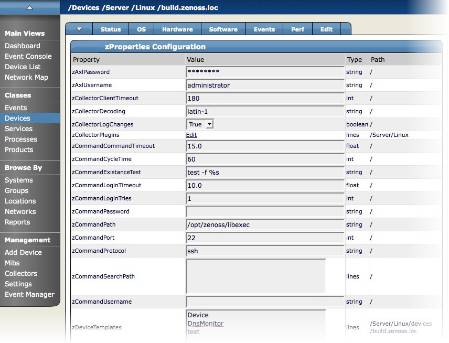 /Devices /Server /Linux /build.zenoss.loc
Status OS Hardware Software Events Perf Edit
Main Views
Dashboard
Event Console
Device List
Network Map
Classes
Events
Devices
Services
Processes
Products
Browse By
Systems
Groups
Locations
Networks
Reports
Management
Add Device
Mibs
Collectors
Settings
Event Manager
zProperties Configuration
Property Value Type Path
zAxlPassword ******** string /
zAxlUsername administrator string /
zCollectorClientTimeout 180 int /
zCollectorDecoding latin-1 string /
zCollectorLogChanges True boolean /
zCollectorPlugins Edit lines /Server/Linux
zCommandCommandTimeout 15.0 float /
zCommandCycleTime 60 int /
zCommandExistanceTest test -f %s string /
zCommandLoginTimeout 10.0 float /
zCommandLoginTries 1 int /
zCommandPassword string /
zCommandPath /opt/zenoss/libexec string /
zCommandPort 22 int /
zCommandProtocol ssh string /
zCommandSearchPath lines /
zCommandUsername string /
zDeviceTemplates Device
DnsMonitor
test
lines /Server/Linux/devices
/build.zenoss.loc